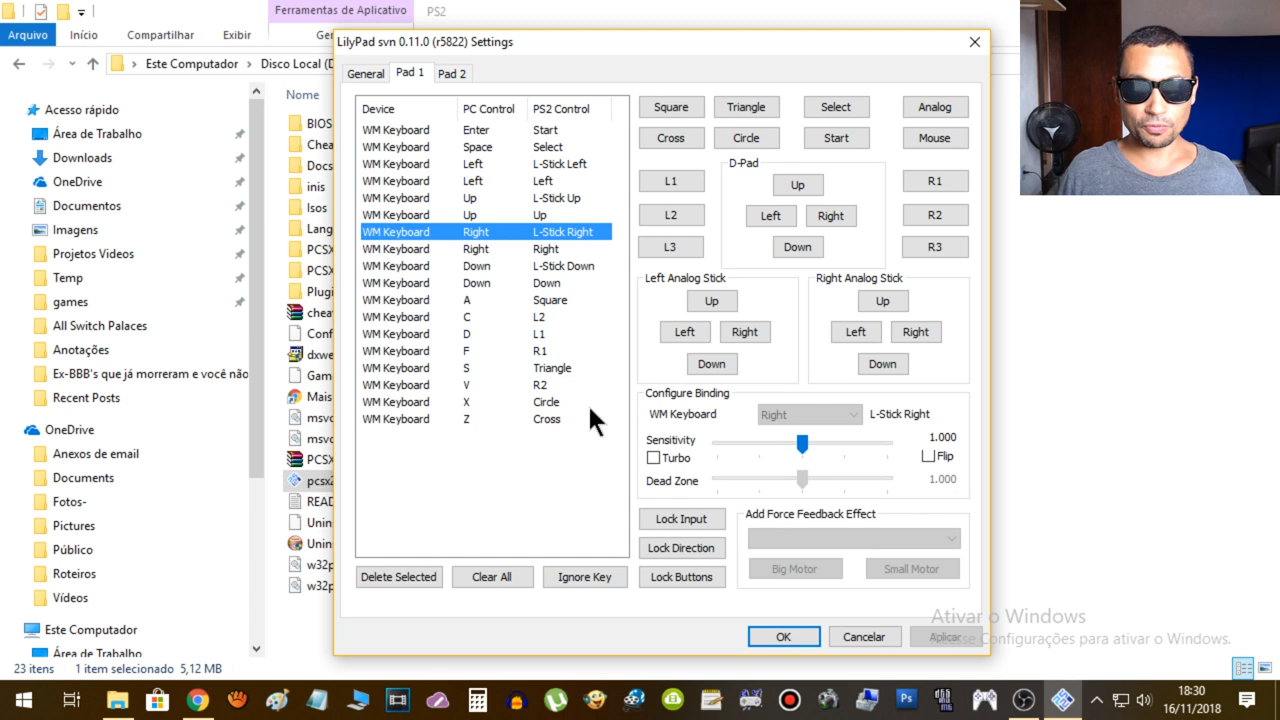 Ferramentas de Aplicativo
PS2
Arquivo
Início
Compartilhar
Exibir
Ger
Este Computador
Disco Local (D
Acesso rápido
Área de Trabalho
Downloads
OneDrive
Documentos
Imagens
Projetos Videos
Temp
games
All Switch Palaces
Anotações
Ex-BBB's que já morreram e você não
Recent Posts
OneDrive
Anexos de email
Documents
Fotos-
Pictures
Público
Roteiros
Vídeos
Este Computador
Área de Trabalho
Nome
BIOS
Chea
Docs
inis
Isos
Lang
PCSX
PCSX
Plugi
cheat
Conf
dxwe
Gam
Mais
msvc
msvc
PCSX
pcsx2
READ
Unin
Unin
w32p
w32p
23 itens
1 item selecionado 5,12 MB
LilyPad svn 0.11.0 (r5822) Settings
General
Pad 1
Pad 2
Device PC Control PS2 Control
WM Keyboard Enter Start
WM Keyboard Space Select
WM Keyboard Left L-Stick Left
WM Keyboard Left Left
WM Keyboard Up L-Stick Up
WM Keyboard Up Up
WM Keyboard Right L-Stick Right
WM Keyboard Right Right
WM Keyboard Down L-Stick Down
WM Keyboard Down Down
WM Keyboard A Square
WM Keyboard C L2
WM Keyboard D L1
WM Keyboard F R1
WM Keyboard S Triangle
WM Keyboard V R2
WM Keyboard X Circle
WM Keyboard Z Cross
Delete Selected
Clear All
Ignore Key
Square
Triangle
Select
Analog
Cross
Circle
Start
Mouse
D-Pad
L1
Up
R1
L2
Left
Right
R2
L3
Down
R3
Left Analog Stick
Up
Left
Right
Down
Right Analog Stick
Up
Left
Right
Down
Configure Binding
WM Keyboard
Right
L-Stick Right
Sensitivity
1.000
Turbo
Flip
Dead Zone
1.000
Lock Input
Lock Direction
Lock Buttons
Add Force Feedback Effect
Big Motor
Small Motor
OK
Cancelar
Aplicar
Ativar o Windows
Configurações para ativar o Windows.
Ps
18:30
16/11/2018